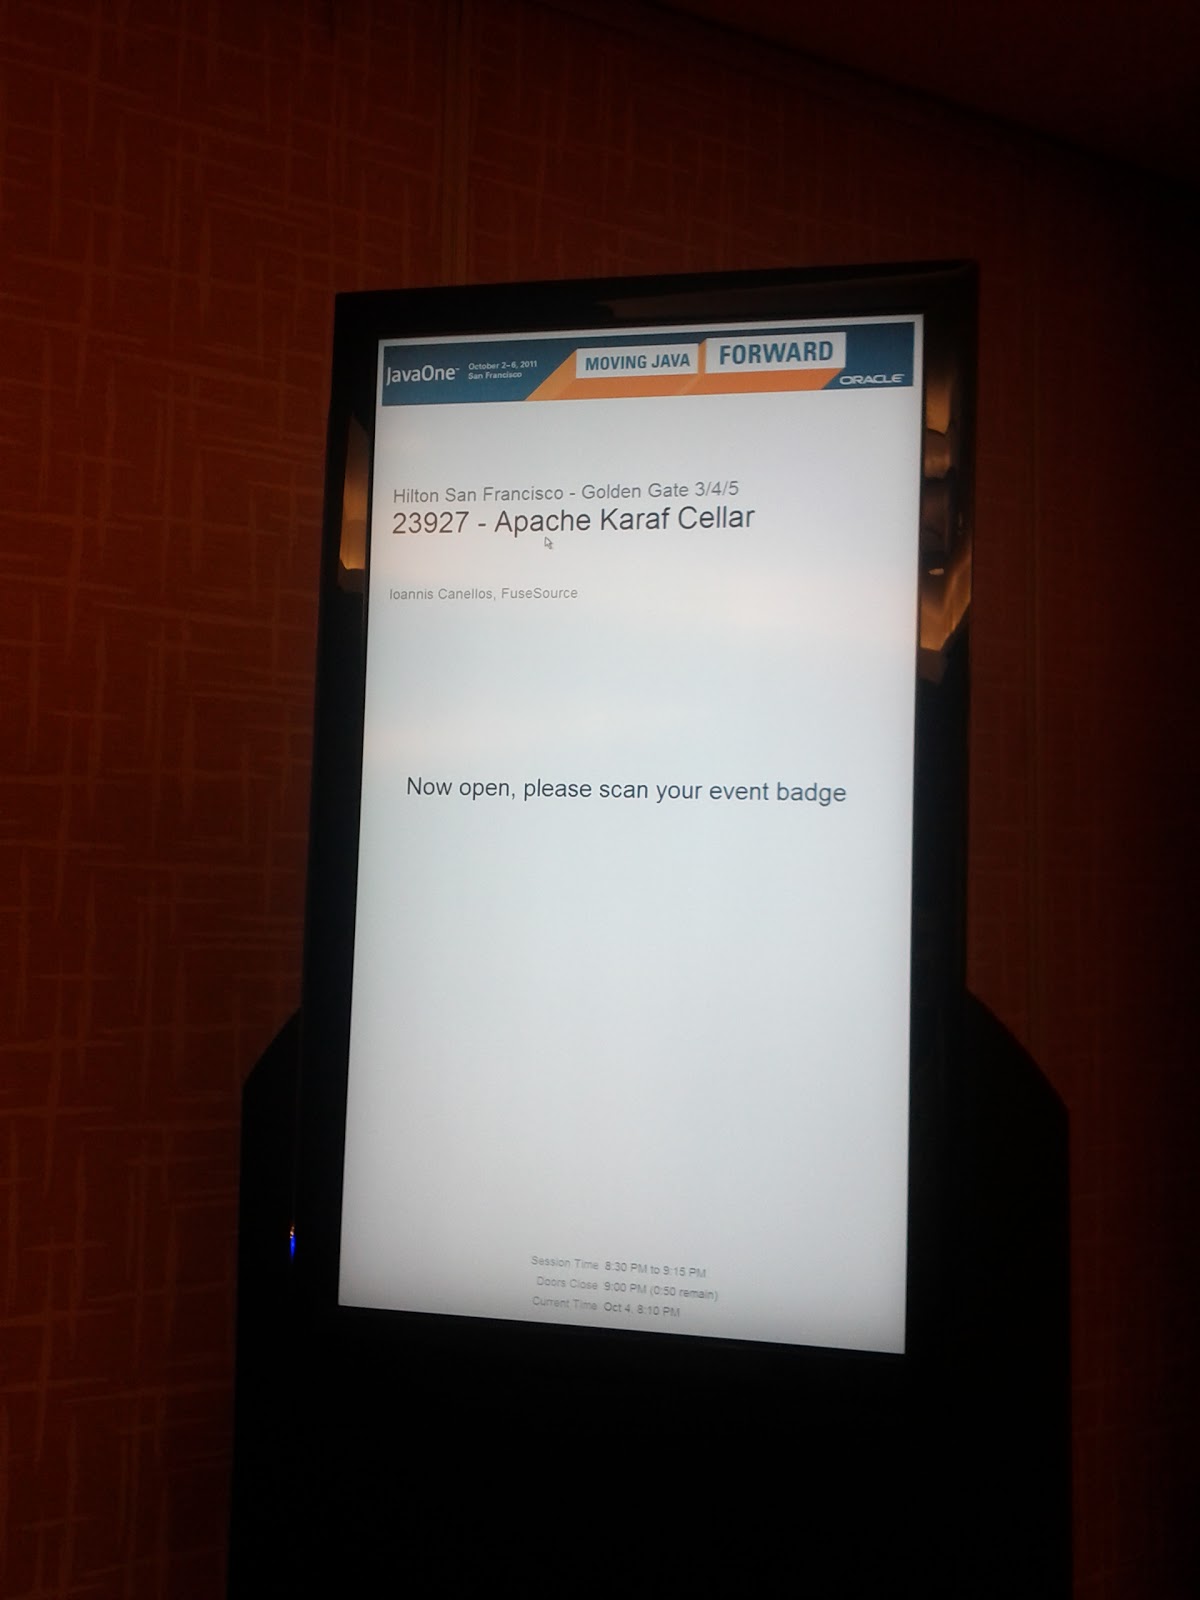 JavaOne™
October 2–6, 2011
San Francisco
MOVING JAVA
FORWARD
ORACLE
Hilton San Francisco - Golden Gate 3/4/5
23927 - Apache Karaf Cellar
Ioannis Canellos, FuseSource
Now open, please scan your event badge
Session Time 8:30 PM to 9:15 PM
Doors Close 9:00 PM (0:50 remain)
Current Time Oct 4, 8:10 PM